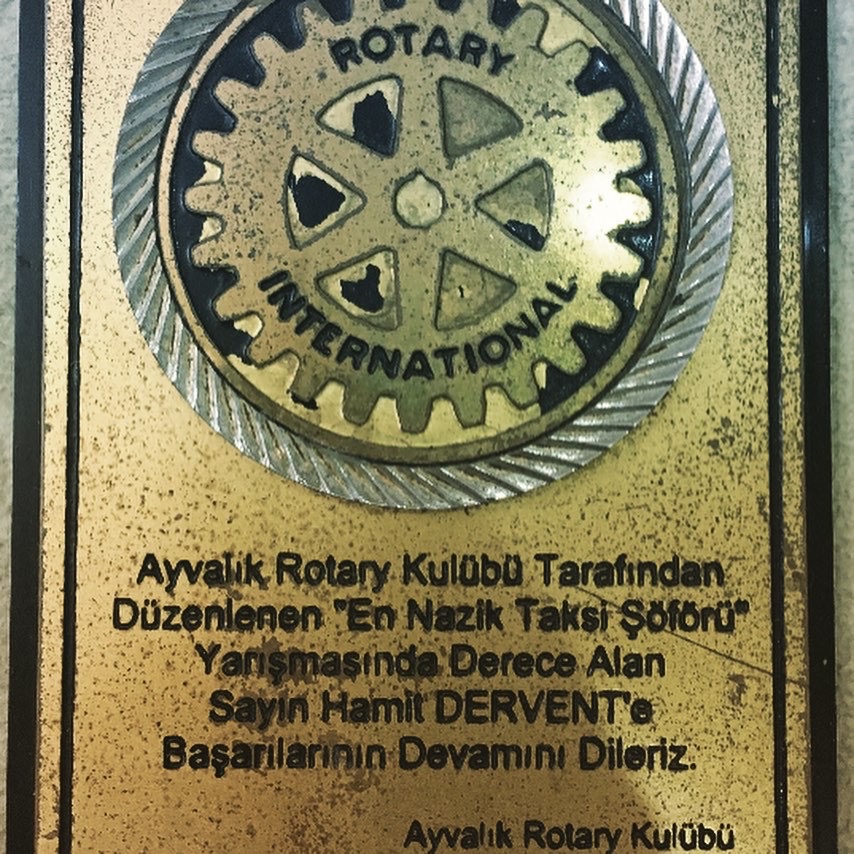 ROTARY
INTERNATIONAL
Ayvalık Rotary Kulübü Tarafından
Düzenlenen "En Nazik Taksi Şöförü"
Yarışmasında Derece Alan
Sayın Hamit DERVENT'e
Başarılarının Devamını Dileriz.
Ayvalık Rotary Kulübü